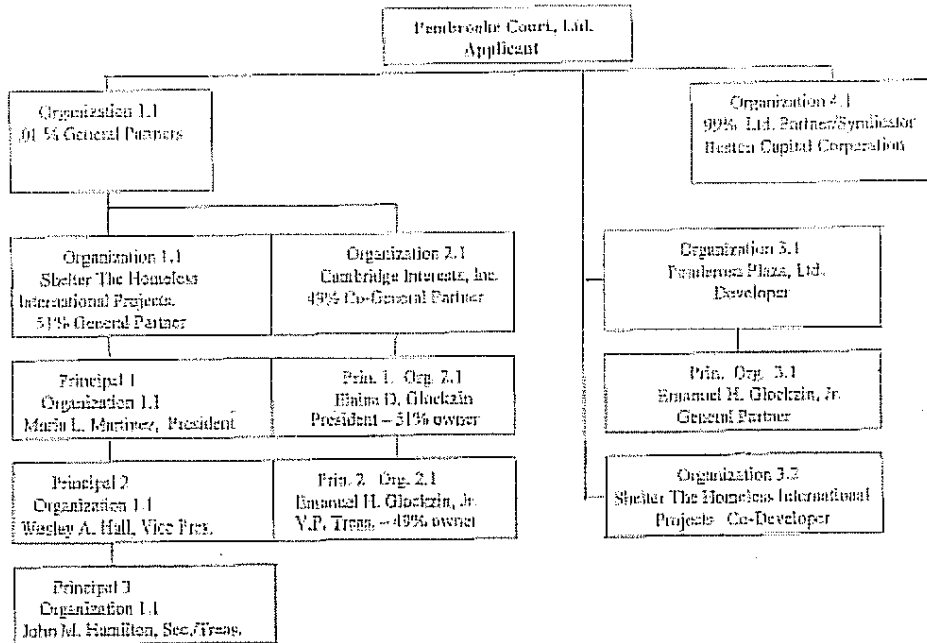 Pembrooke Court, Ltd.
Applicant
Organization 1.1
.01% General Partners
Organization 4.1
99% Ltd. Partner/Syndicator
Capital Corporation
Organization 1.1
Shelter The Homeless
International Projects.
51% General Partner
Organization 2.1
Cambridge Interests, Inc.
49% Co-General Partner
Organization 3.1
Ponderosa Plaza, Ltd.
Developer
Principal 1
Organization 1.1
Maria L. Martinez, President
Prin. 1. Org. 2.1
Elaina D. Glockzin
President – 51% owner
Prin. Org. 3.1
Emanuel H. Glockzin, Jr.
General Partner
Principal 2
Organization 1.1
Wesley A. Hall, Vice Pres.
Prin. 2 Org. 2.1
Emanuel H. Glockzin, Jr.
V.P. Treas. – 49% owner
Organization 3.2
Shelter The Homeless International
Projects Co-Developer
Principal 3
Organization 1.1
John M. Hamilton, Sec./Treas.